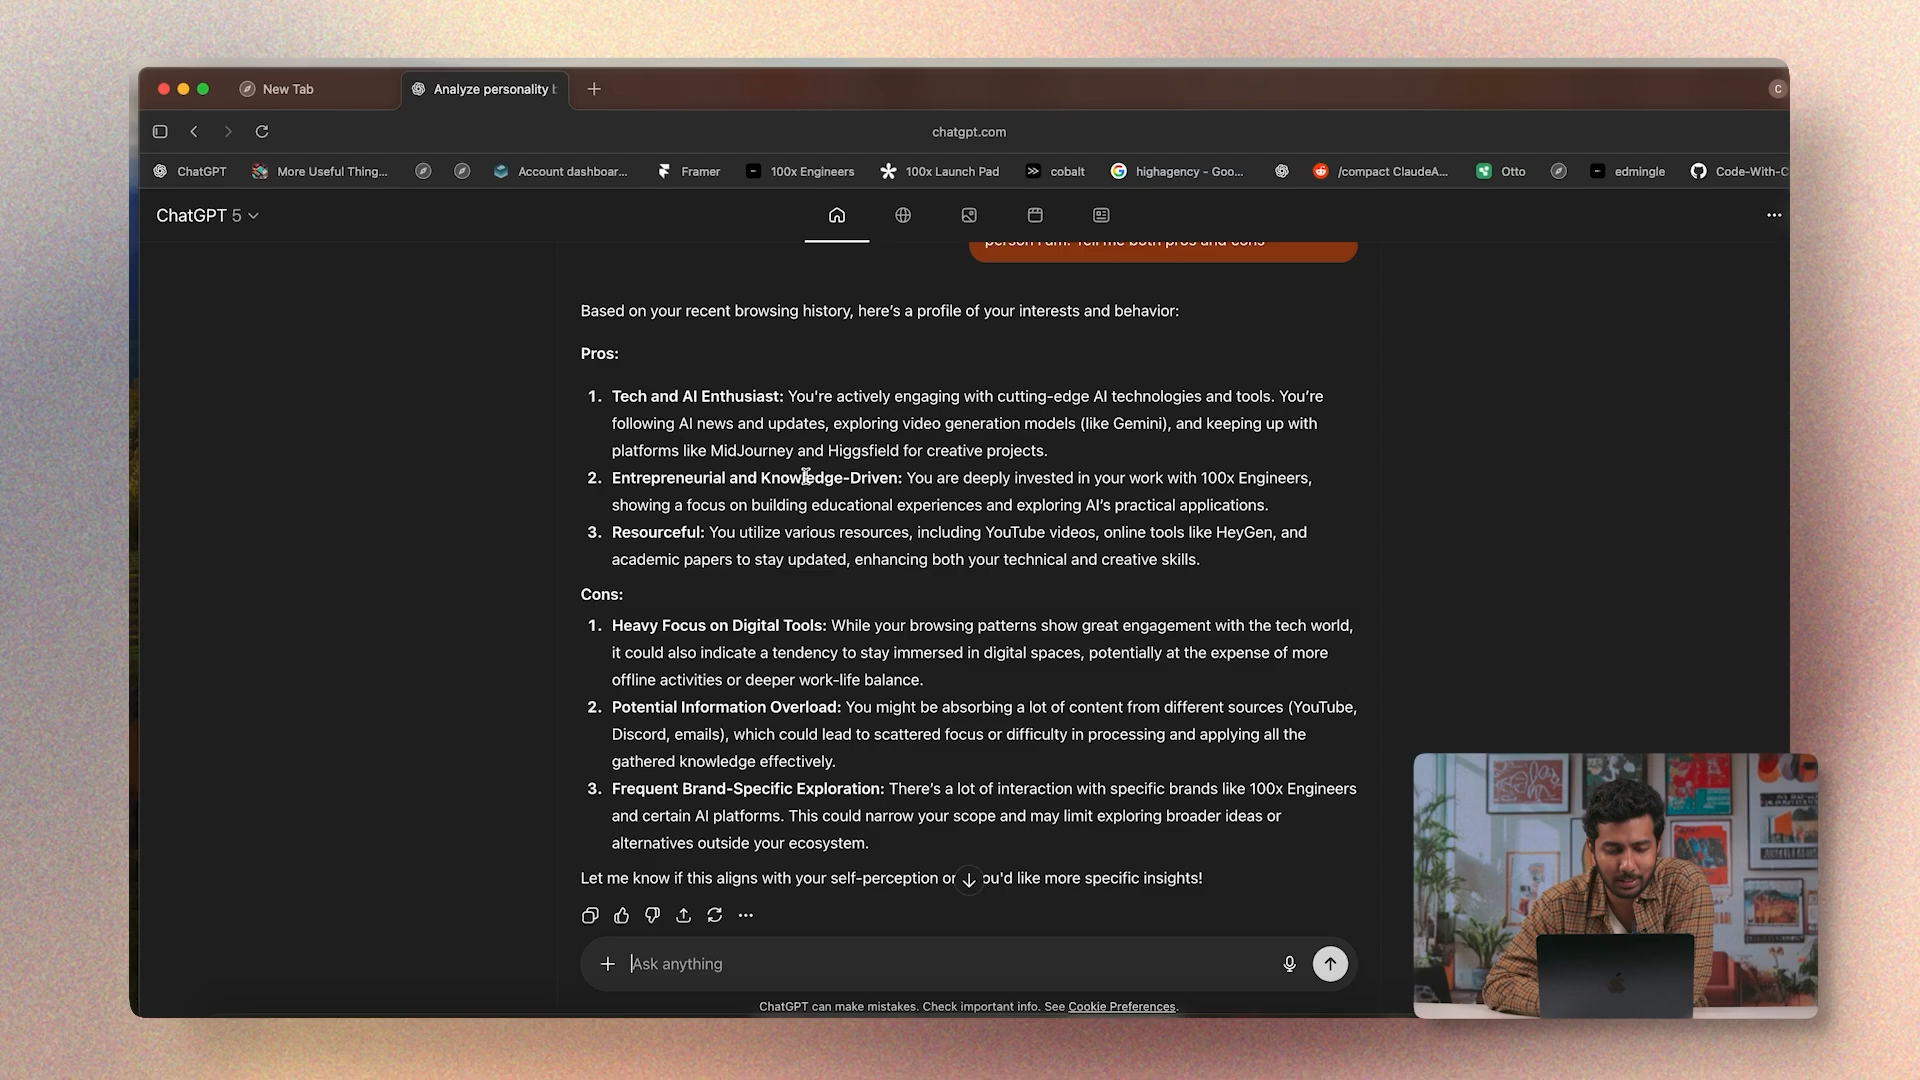 New Tab
Analyze personality b
C
chatgpt.com
ChatGPT
More Useful Thing...
Account dashboar...
Framer
100x Engineers
100x Launch Pad
cobalt
highagency - Goo...
/compact ClaudeA...
Otto
edmingle
Code-With-C
ChatGPT 5
person I am. Tell me both pros and cons
Based on your recent browsing history, here's a profile of your interests and behavior:
Pros:
1. Tech and AI Enthusiast: You're actively engaging with cutting-edge AI technologies and tools. You're
following AI news and updates, exploring video generation models (like Gemini), and keeping up with
platforms like MidJourney and Higgsfield for creative projects.
2. Entrepreneurial and Knowledge-Driven: You are deeply invested in your work with 100x Engineers,
showing a focus on building educational experiences and exploring AI's practical applications.
3. Resourceful: You utilize various resources, including YouTube videos, online tools like HeyGen, and
academic papers to stay updated, enhancing both your technical and creative skills.
Cons:
1. Heavy Focus on Digital Tools: While your browsing patterns show great engagement with the tech world,
it could also indicate a tendency to stay immersed in digital spaces, potentially at the expense of more
offline activities or deeper work-life balance.
2. Potential Information Overload: You might be absorbing a lot of content from different sources (YouTube,
Discord, emails), which could lead to scattered focus or difficulty in processing and applying all the
gathered knowledge effectively.
3. Frequent Brand-Specific Exploration: There's a lot of interaction with specific brands like 100x Engineers
and certain AI platforms. This could narrow your scope and may limit exploring broader ideas or
alternatives outside your ecosystem.
Let me know if this aligns with your self-perception or ou'd like more specific insights!
Ask anything
ChatGPT can make mistakes. Check important info. See Cookie Preferences.